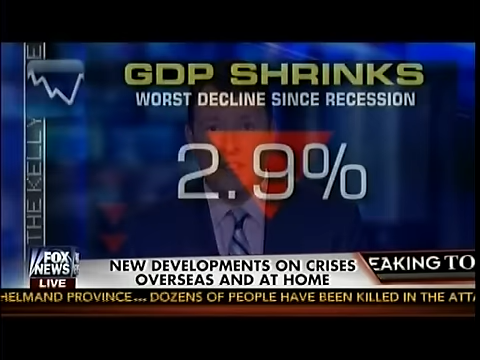 GDP SHRINKS
WORST DECLINE SINCE RECESSION
2.9%
THE KELLY
FOX
NEWS
LIVE
NEW DEVELOPMENTS ON CRISES
OVERSEAS AND AT HOME
EAKING TO
HELMAND PROVINCE... DOZENS OF PEOPLE HAVE BEEN KILLED IN THE ATTA